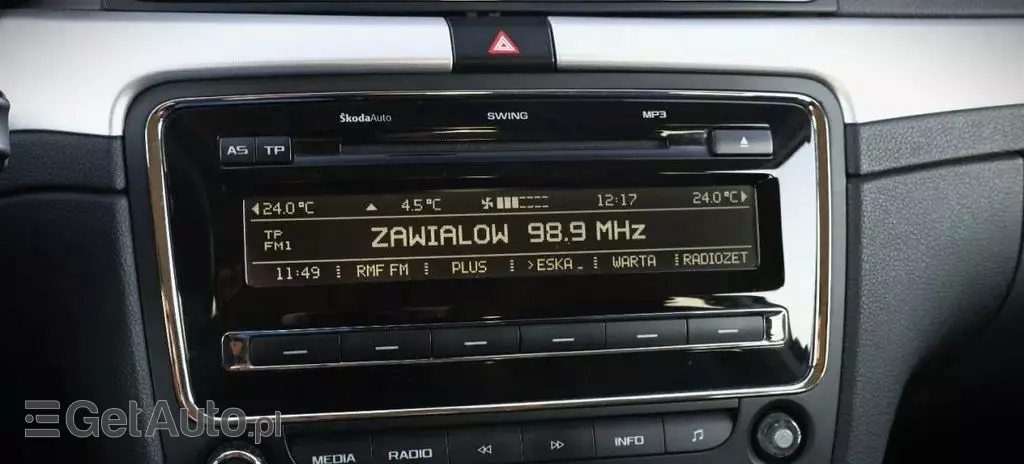 ŠkodaAuto SWING MP3
AS TP
24.0°C 4.5°C 12:17 24.0°C
TP
FM1
ZAWIALOW 98.9 MHz
11:49 RMF FM PLUS >ESKA_ WARTA RADIOZET
MEDIA RADIO INFO
GetAuto.pl